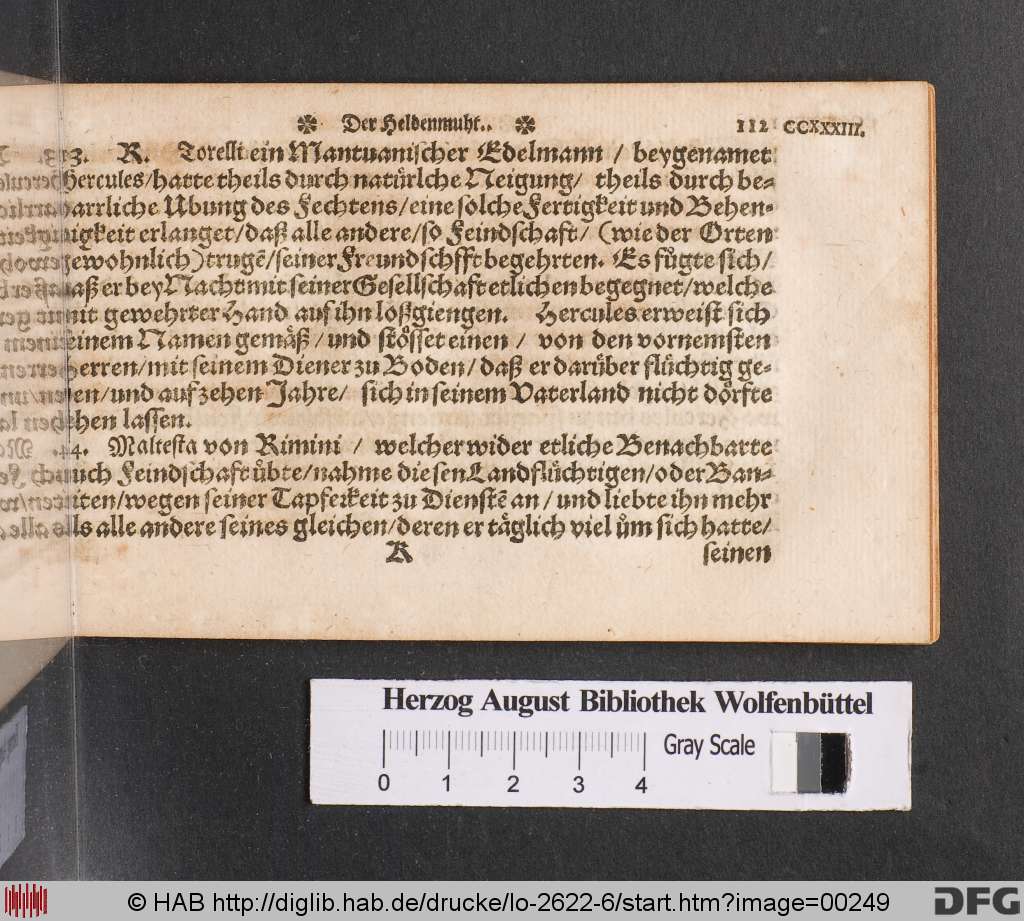 Der Heldenmuht.. 112 CCXXXIII.
13. R. Torelli ein Mantuanischer Edelmann / beygenamet
Hercules/hatte theils durch natürlche Neigung/ theils durch be-
harrliche Ubung des Fechtens/eine solche Fertigkeit und Behen-
digkeit erlanget/daß alle andere/so Feindschaft/ (wie der Orten
gewohnlich) trugē/seiner Freundschfft begehrten. Es fügte sich/
daß er bey Nacht mit seiner Gesellschaft etlichen begegnet/welche
mit gewehrter Hand auf ihn loßgiengen. Hercules erweist sich
seinem Namen gemäß/und stösset einen / von den vornemsten
Herren/mit seinem Diener zu Boden/daß er darüber flüchtig ge-
hen/und auf zehen Jahre/ sich in seinem Vaterland nicht dörfte
sehen lassen.
14. Maltesta von Rimini / welcher wider etliche Benachbarte
auch Feindschaft übte/nahme diesen Landflüchtigen/oder Ban-
diten/wegen seiner Tapferkeit zu Dienstē an/und liebte ihn mehr
als alle andere seines gleichen/deren er täglich viel üm sich hatte/
K seinen
Herzog August Bibliothek Wolfenbüttel
Gray Scale
0 1 2 3 4
© HAB http://diglib.hab.de/drucke/lo-2622-6/start.htm?image=00249
DFG